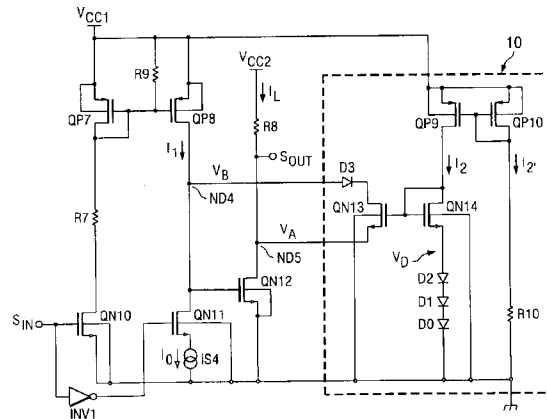 VCC1
10
R9
VCC2
QP7
QP8
IL
QP9
QP10
R8
I1
SOUT
I2
I2'
VB
D3
ND4
QN13
QN14
R7
VA
ND5
VD
QN12
D2
SIN
QN10
QN11
D1
R10
I0
IS4
D0
INV1